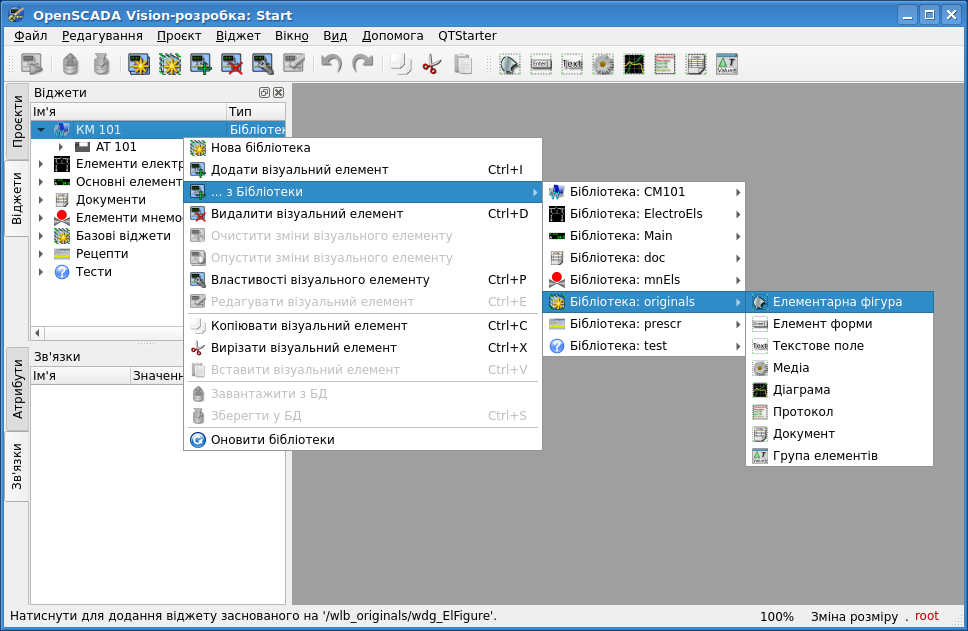 OpenSCADA Vision-розробка: Start
Файл Редагування Проєкт Віджет Вікно Вид Допомога QTStarter
Проєкти
Віджети
Атрибути
Зв'язки
Віджети
Ім'я Тип
КМ 101 Бібліотек
АТ 101
Елементи електр
Основні елемент
Документи
Елементи мнемо
Базові віджети
Рецепти
Тести
Зв'язки
Ім'я Значенн
Нова бібліотека
Додати візуальний елемент Ctrl+I
... з Бібліотеки
Видалити візуальний елемент Ctrl+D
Очистити зміни візуального елементу
Опустити зміни візуального елементу
Властивості візуального елементу Ctrl+P
Редагувати візуальний елемент Ctrl+E
Копіювати візуальний елемент Ctrl+C
Вирізати візуальний елемент Ctrl+X
Вставити візуальний елемент Ctrl+V
Завантажити з БД
Зберегти у БД Ctrl+S
Оновити бібліотеки
Бібліотека: CM101
Бібліотека: ElectroEls
Бібліотека: Main
Бібліотека: doc
Бібліотека: mnEls
Бібліотека: originals
Бібліотека: prescr
Бібліотека: test
Елементарна фігура
Елемент форми
Текстове поле
Медіа
Діаграма
Протокол
Документ
Група елементів
Натиснути для додання віджету заснованого на '/wlb_originals/wdg_ElFigure'. 100% Зміна розміру . root